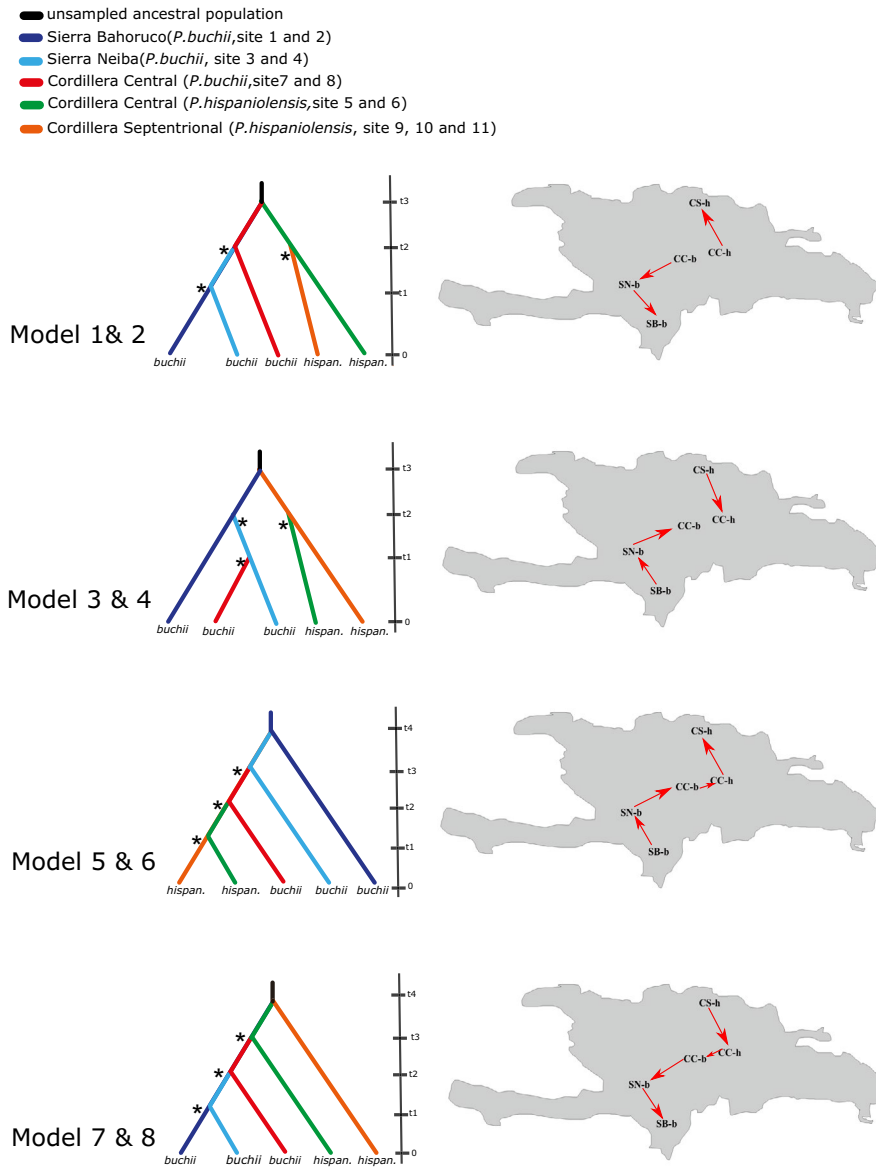 unsampled ancestral population
Sierra Bahoruco(P.buchii,site 1 and 2)
Sierra Neiba(P.buchii, site 3 and 4)
Cordillera Central (P.buchii,site7 and 8)
Cordillera Central (P.hispaniolensis,site 5 and 6)
Cordillera Septentrional (P.hispaniolensis, site 9, 10 and 11)
Model 1& 2
*
*
*
t3
t2
t1
0
buchii
buchii
buchii
hispan.
hispan.
CS-h
CC-h
CC-b
SN-b
SB-b
Model 3 & 4
*
*
*
t3
t2
t1
0
buchii
buchii
buchii
hispan.
hispan.
CS-h
CC-h
CC-b
SN-b
SB-b
Model 5 & 6
*
*
*
t4
t3
t2
t1
0
hispan.
hispan.
buchii
buchii
buchii
CS-h
CC-h
CC-b
SN-b
SB-b
Model 7 & 8
*
*
*
t4
t3
t2
t1
0
buchii
buchii
buchii
hispan.
hispan.
CS-h
CC-h
CC-b
SN-b
SB-b